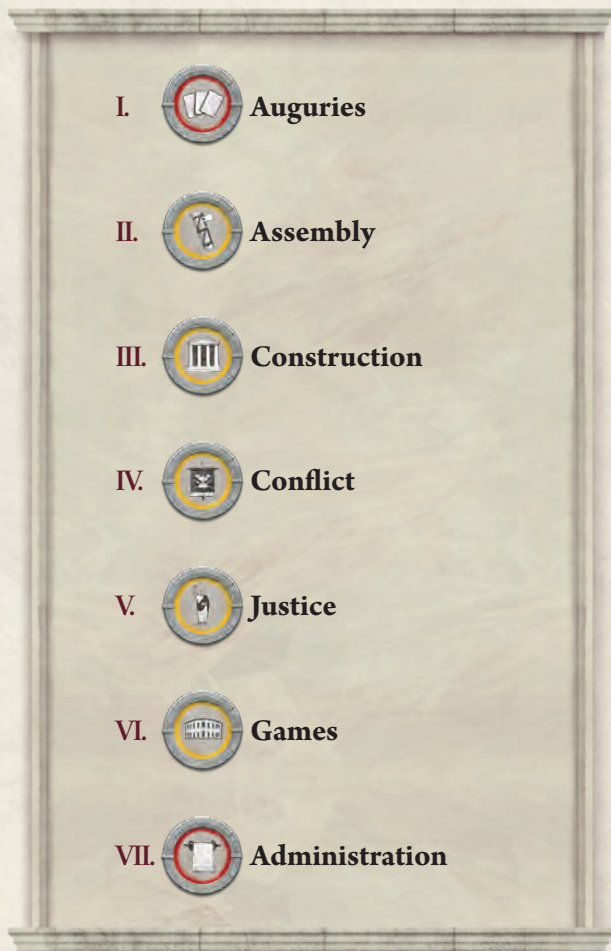 I. Auguries
II. Assembly
III. Construction
IV. Conflict
V. Justice
VI. Games
VII. Administration